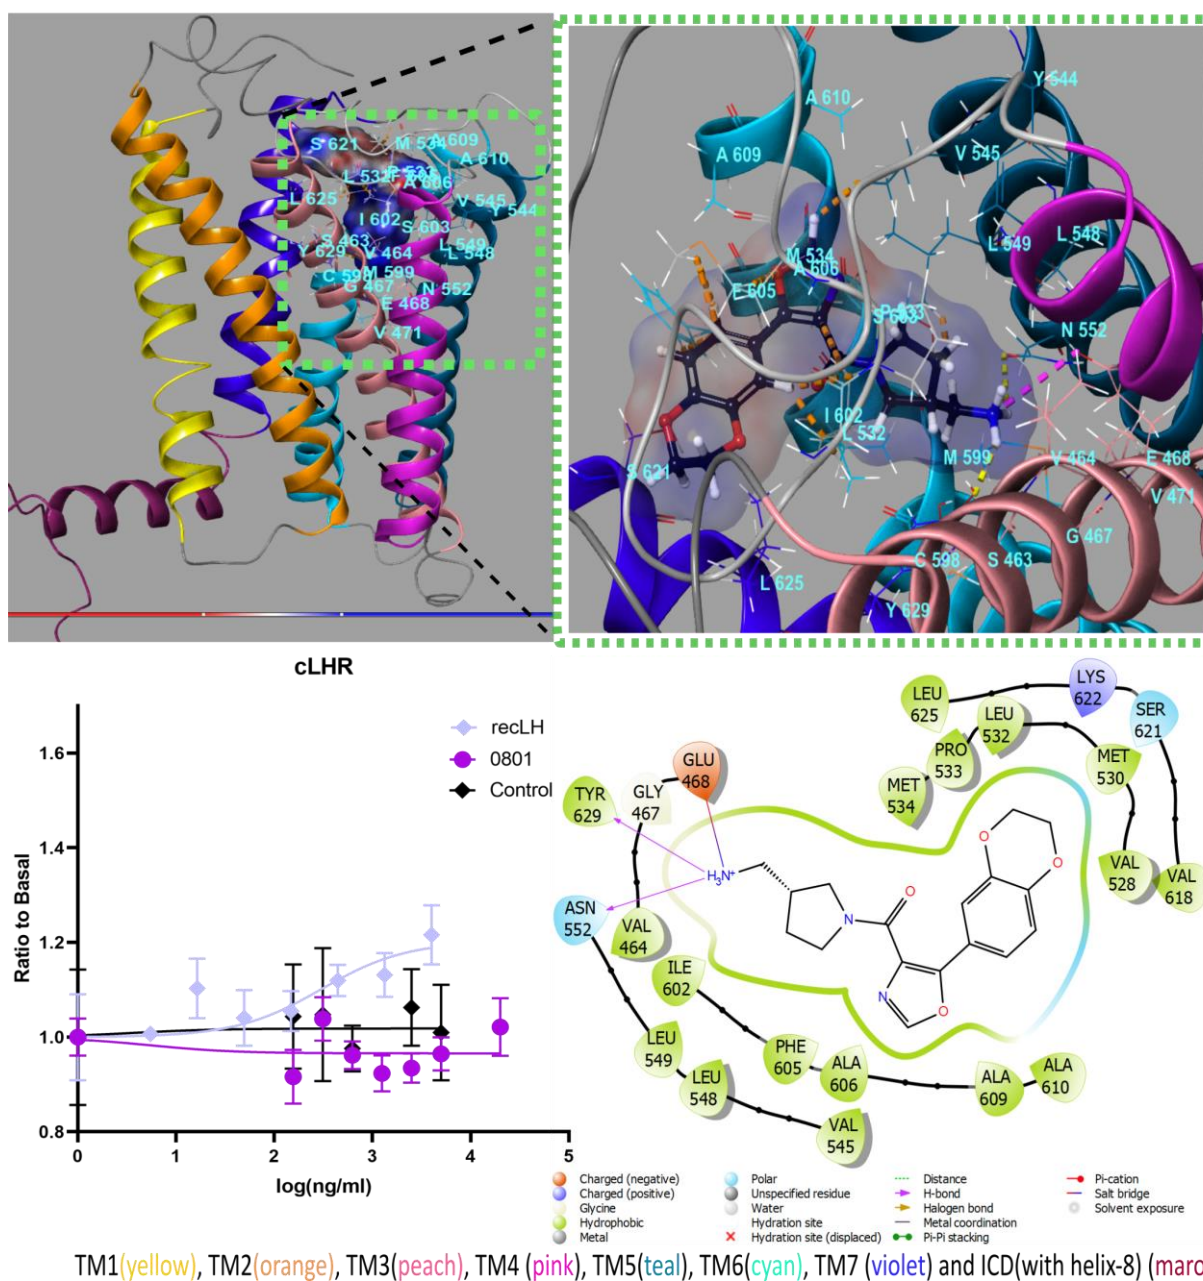 S 621
M 534
A 609
A 610
L 532
A 606
L 625
V 545
Y 544
I 602
S 603
S 463
Y 629
V 464
L 549
L 548
C 598
M 599
G 467
N 552
E 468
V 471
A 610
Y 544
A 609
V 545
L 549
L 548
M 534
A 606
F 605
N 552
I 602
L 532
S 621
M 599
V 464
E 468
V 471
G 467
C 598
S 463
L 625
Y 629
cLHR
recLH
0801
Control
Ratio to Basal
1.6
1.4
1.2
1.0
0.8
0 1 2 3 4 5
log(ng/ml)
LEU 625
LYS 622
SER 621
LEU 532
PRO 533
MET 534
MET 530
VAL 528
VAL 618
GLU 468
GLY 467
TYR 629
ASN 552
VAL 464
H₃N⁺
N
O
N
O
O
O
ILE 602
LEU 549
LEU 548
PHE 605
ALA 606
VAL 545
ALA 609
ALA 610
Charged (negative)
Charged (positive)
Glycine
Hydrophobic
Metal
Polar
Unspecified residue
Water
Hydration site
Hydration site (displaced)
Distance
H-bond
Halogen bond
Metal coordination
Pi-Pi stacking
Pi-cation
Salt bridge
Solvent exposure
TM1(yellow), TM2(orange), TM3(peach), TM4 (pink), TM5(teal), TM6(cyan), TM7 (violet) and ICD(with helix-8) (maro